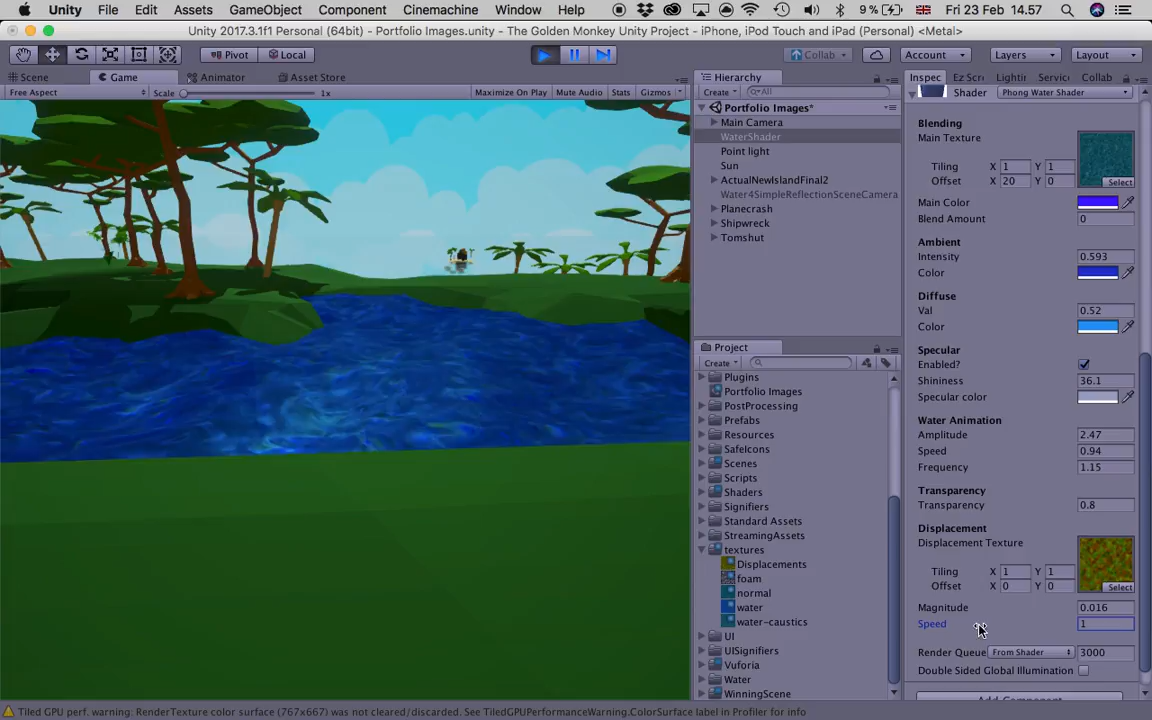 Unity File Edit Assets GameObject Component Cinemachine Window Help 9% Fri 23 Feb 14.57
Unity 2017.3.1f1 Personal (64bit) - Portfolio Images.unity - The Golden Monkey Unity Project - iPhone, iPod Touch and iPad (Personal) <Metal>
Pivot Local Collab Account Layers Layout
Scene Game Animator Asset Store
Free Aspect Scale 1x Maximize On Play Mute Audio Stats Gizmos
Hierarchy
Create All
Portfolio Images*
Main Camera
WaterShader
Point light
Sun
ActualNewIslandFinal2
Water4SimpleReflectionSceneCamera
Planecrash
Shipwreck
Tomshut
Project
Create
Plugins
Portfolio Images
PostProcessing
Prefabs
Resources
SafeIcons
Scenes
Scripts
Shaders
Signifiers
Standard Assets
StreamingAssets
textures
Displacements
foam
normal
water
water-caustics
UI
UISignifiers
Vuforia
Water
WinningScene
Inspec Ez Scr Lightin Servic Collab
Shader Phong Water Shader
Blending
Main Texture
Tiling X 1 Y 1
Offset X 20 Y 0
Select
Main Color
Blend Amount 0
Ambient
Intensity 0.593
Color
Diffuse
Val 0.52
Color
Specular
Enabled?
Shininess 36.1
Specular color
Water Animation
Amplitude 2.47
Speed 0.94
Frequency 1.15
Transparency
Transparency 0.8
Displacement
Displacement Texture
Tiling X 1 Y 1
Offset X 0 Y 0
Select
Magnitude 0.016
Speed 1
Render Queue From Shader 3000
Double Sided Global Illumination
Add Component
Tiled GPU perf. warning: RenderTexture color surface (767x667) was not cleared/discarded. See TiledGPUPerformanceWarning.ColorSurface label in Profiler for info